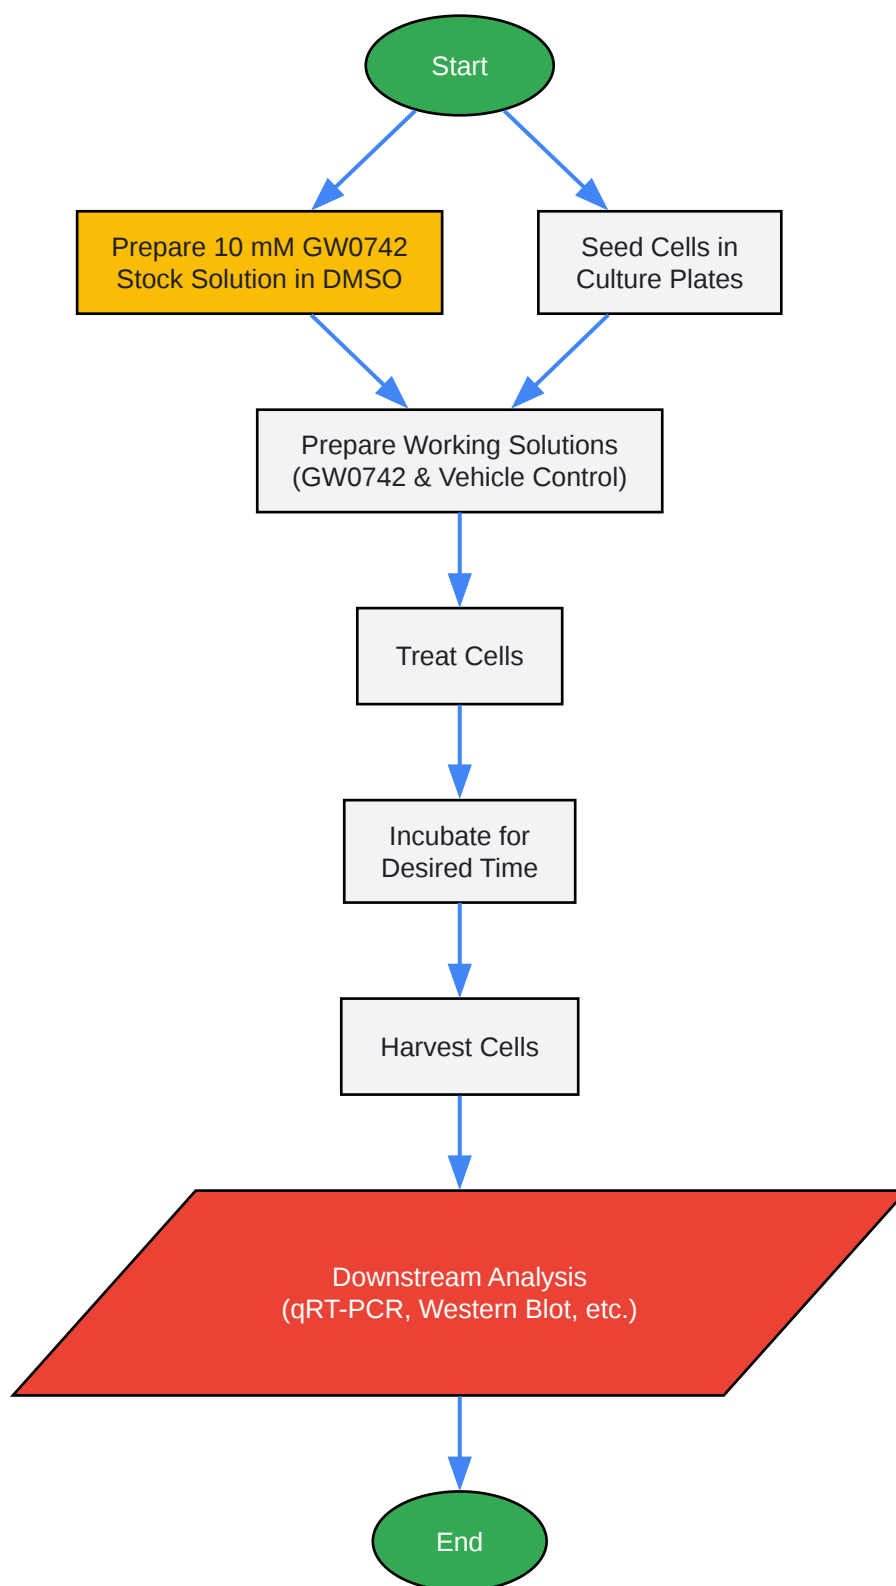 Start
Prepare 10 mM GW0742
Stock Solution in DMSO
Seed Cells in
Culture Plates
Prepare Working Solutions
(GW0742 & Vehicle Control)
Treat Cells
Incubate for
Desired Time
Harvest Cells
Downstream Analysis
(qRT-PCR, Western Blot, etc.)
End